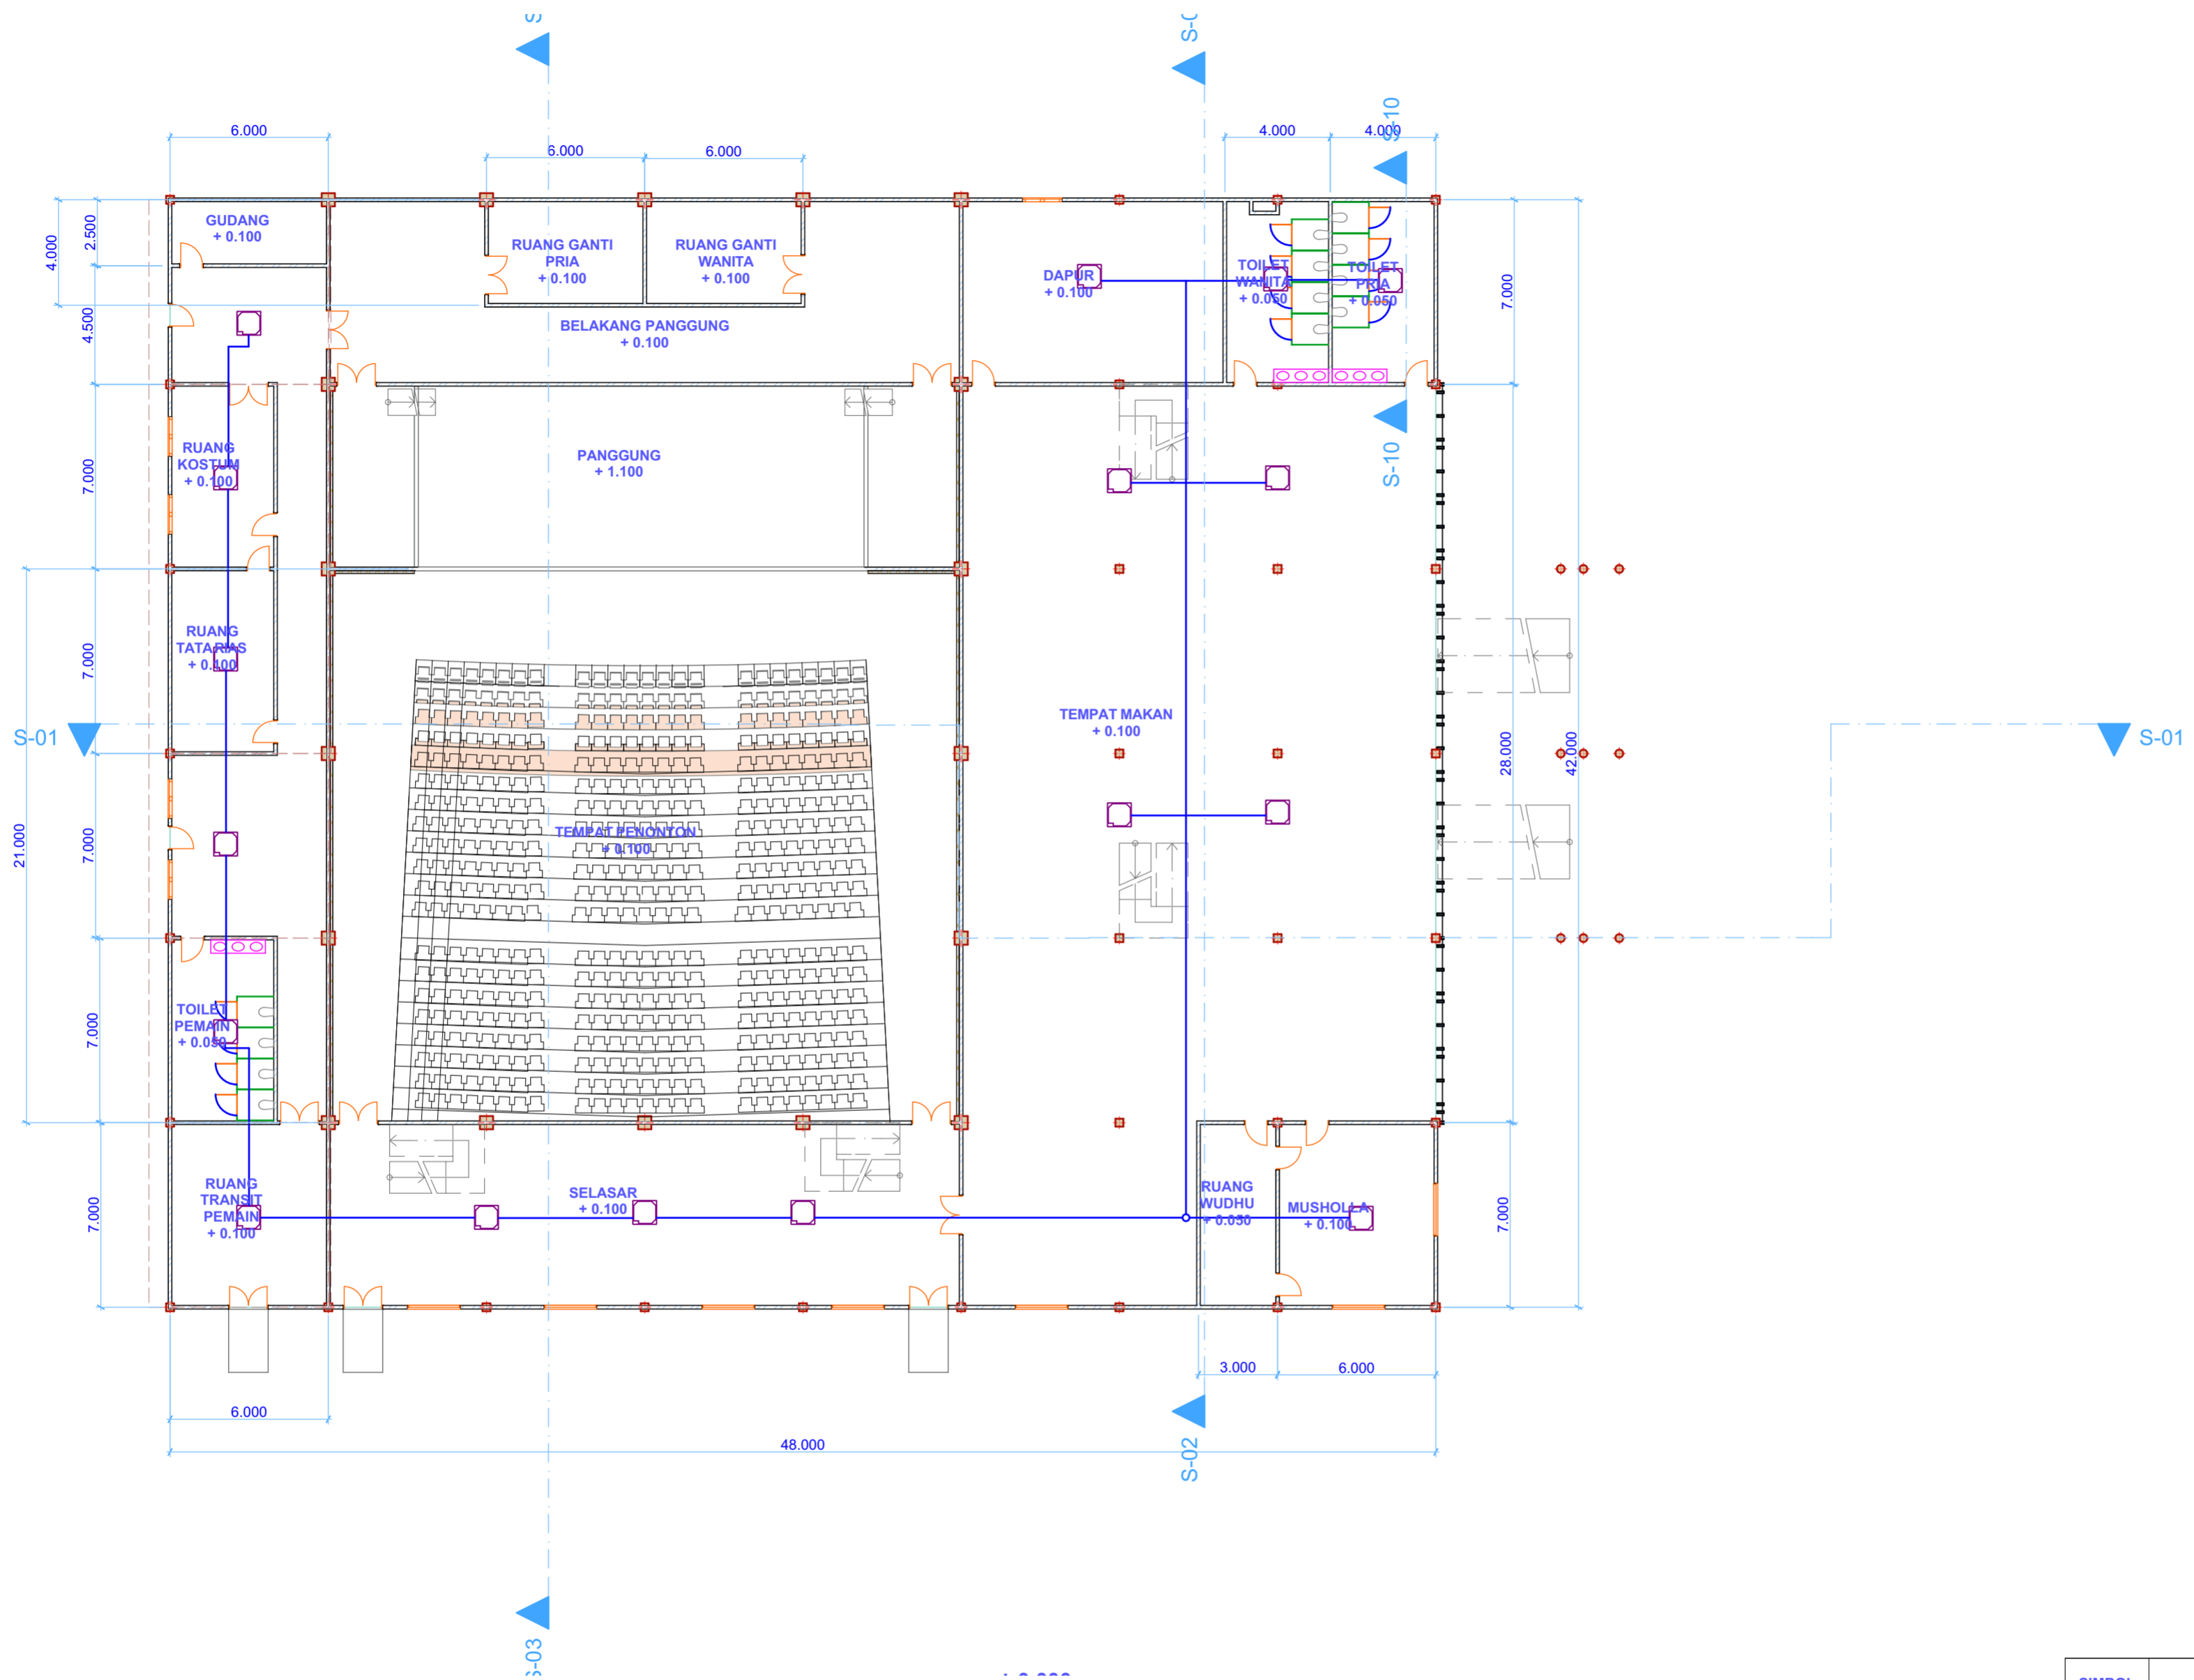 S-10
6.000
6.000
6.000
4.000
4.000
GUDANG
+ 0.100
2.500
4.000
RUANG GANTI
PRIA
+ 0.100
RUANG GANTI
WANITA
+ 0.100
DAPUR
+ 0.100
TOILET
WANITA
+ 0.050
TOILET
PRIA
+ 0.050
7.000
BELAKANG PANGGUNG
+ 0.100
4.500
RUANG
KOSTUM
+ 0.100
7.000
PANGGUNG
+ 1.100
S-10
RUANG
TATA RIAS
+ 0.100
7.000
S-01
TEMPAT MAKAN
+ 0.100
28.000
42.000
S-01
21.000
7.000
TEMPAT PENONTON
+ 0.100
TOILET
PEMAIN
+ 0.050
7.000
RUANG
TRANSIT
PEMAIN
+ 0.100
7.000
SELASAR
+ 0.100
RUANG
WUDHU
+ 0.050
MUSHOLLA
+ 0.100
7.000
3.000
6.000
6.000
48.000
S-02
S-03